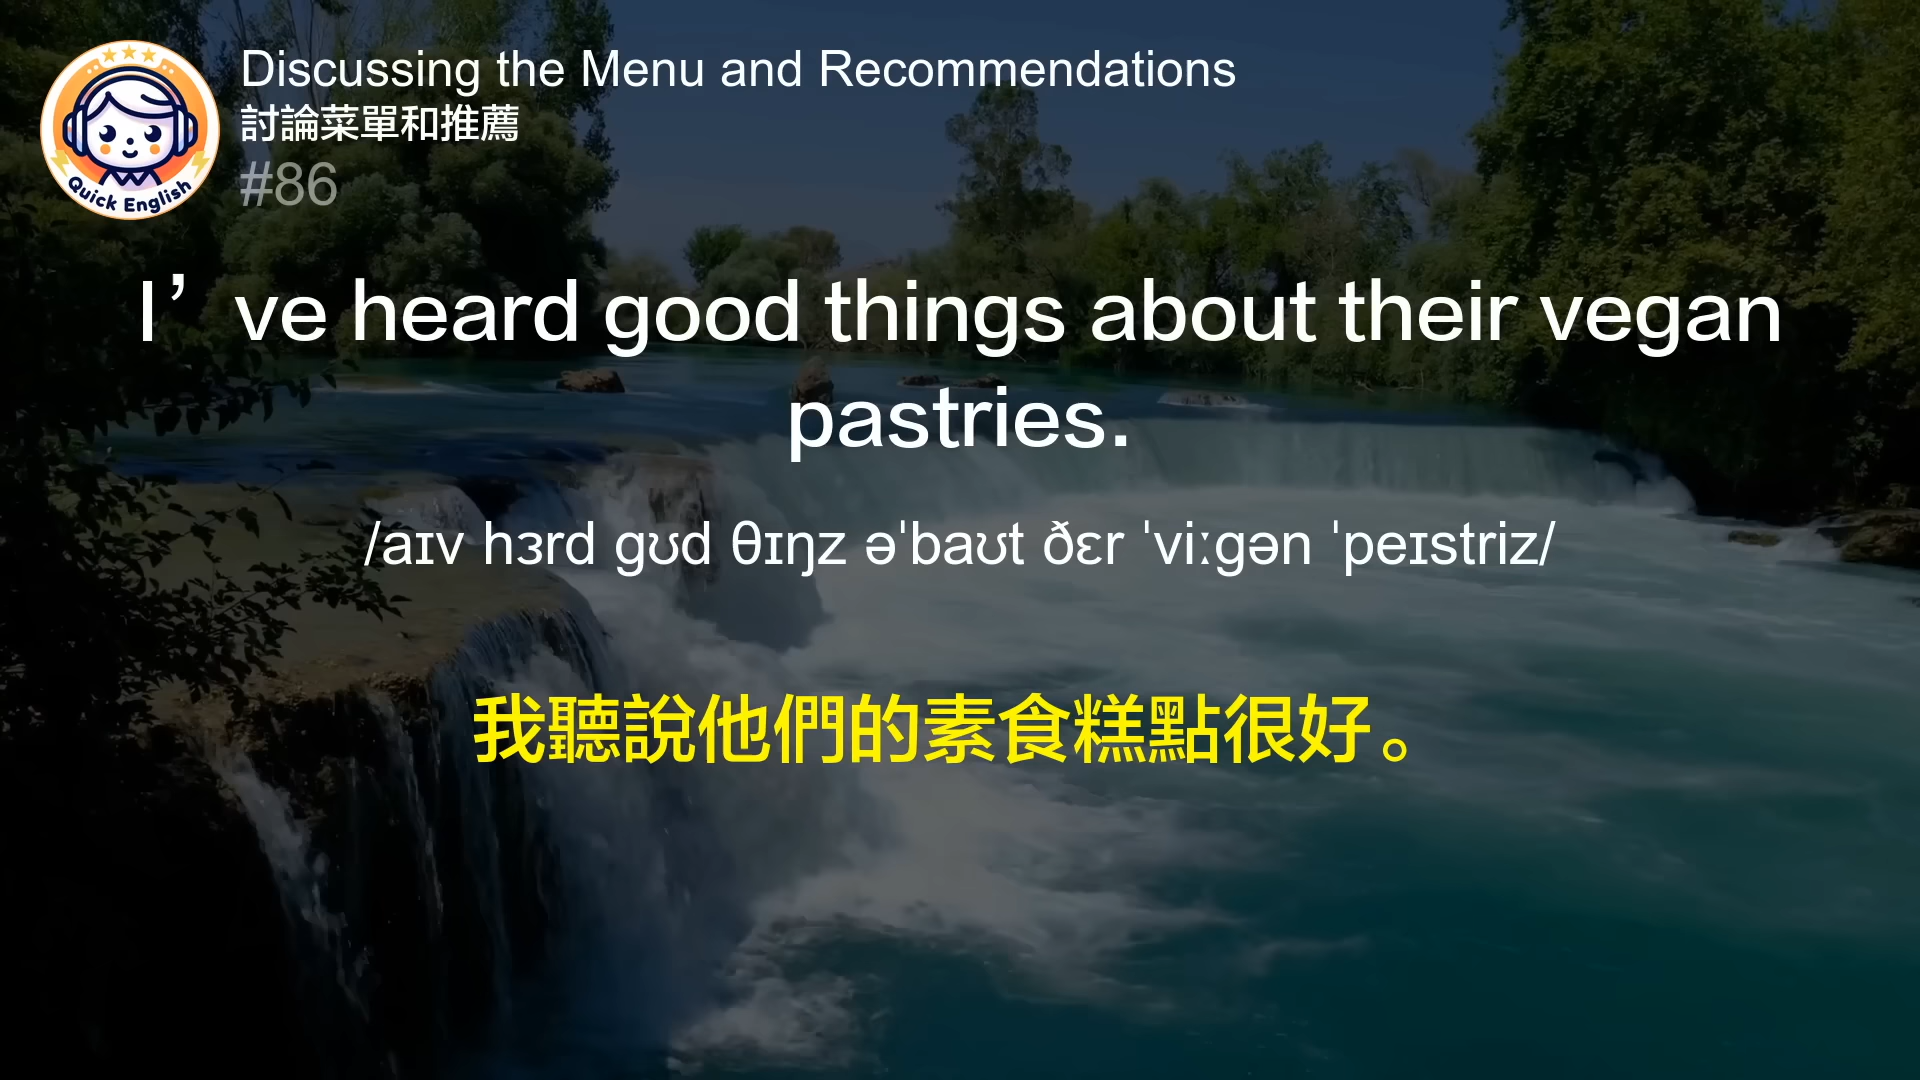 Discussing the Menu and Recommendations
討論菜單和推薦
#86
Quick English
I’ve heard good things about their vegan
pastries.
/aɪv hɜrd gʊd θɪŋz əˈbaʊt ðɛr ˈviːgən ˈpeɪstriz/
我聽說他們的素食糕點很好。